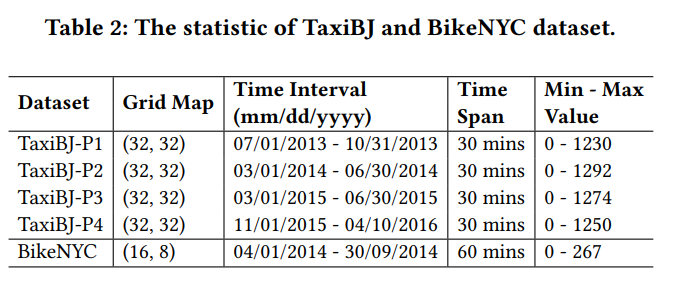 Table 2: The statistic of TaxiBJ and BikeNYC dataset.
Dataset Grid Map Time Interval (mm/dd/yyyy) Time Span Min - Max Value
TaxiBJ-P1 (32, 32) 07/01/2013 - 10/31/2013 30 mins 0 - 1230
TaxiBJ-P2 (32, 32) 03/01/2014 - 06/30/2014 30 mins 0 - 1292
TaxiBJ-P3 (32, 32) 03/01/2015 - 06/30/2015 30 mins 0 - 1274
TaxiBJ-P4 (32, 32) 11/01/2015 - 04/10/2016 30 mins 0 - 1250
BikeNYC (16, 8) 04/01/2014 - 30/09/2014 60 mins 0 - 267